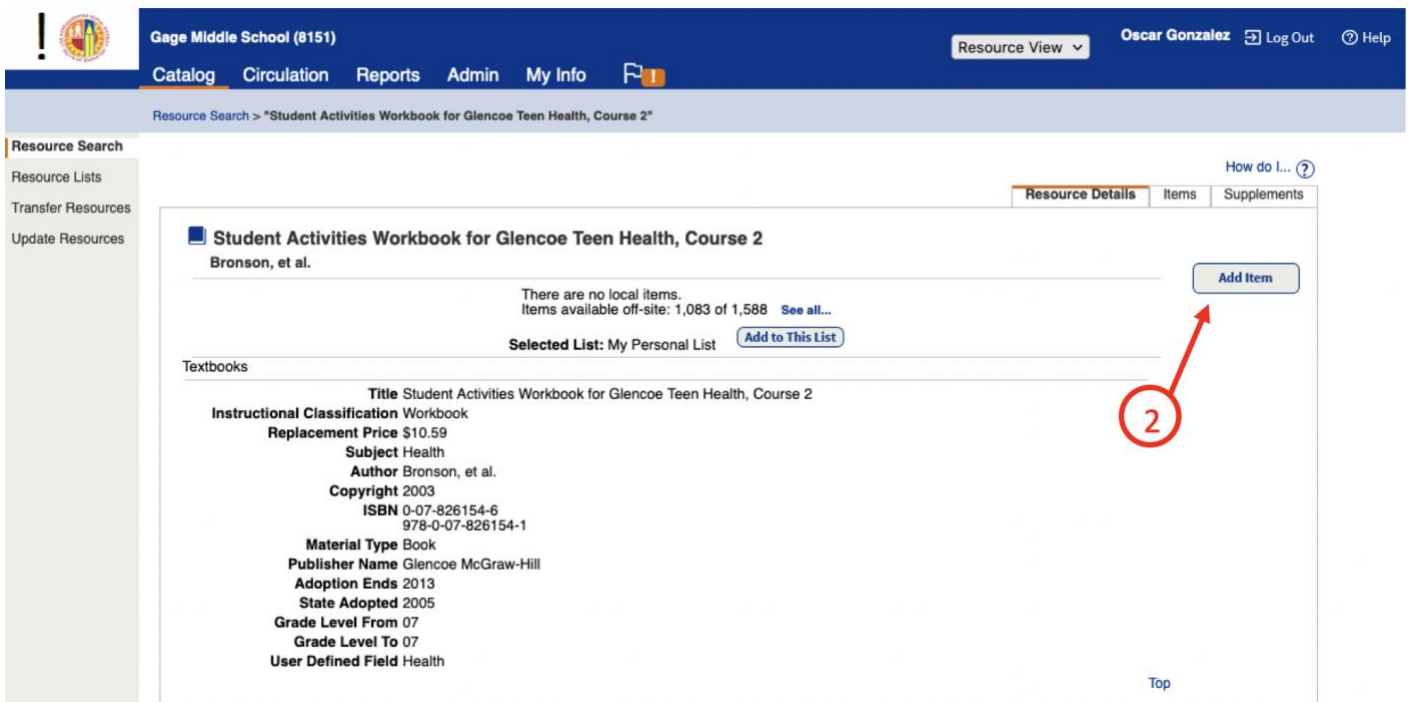 Gage Middle School (8151)
Resource View
Oscar Gonzalez
Log Out
? Help
Catalog Circulation Reports Admin My Info !
Resource Search > "Student Activities Workbook for Glencoe Teen Health, Course 2"
Resource Search
Resource Lists
Transfer Resources
Update Resources
How do I... ?
Resource Details Items Supplements
Student Activities Workbook for Glencoe Teen Health, Course 2
Bronson, et al.
Add Item
There are no local items.
Items available off-site: 1,083 of 1,588 See all...
Selected List: My Personal List Add to This List
2
Textbooks
Title Student Activities Workbook for Glencoe Teen Health, Course 2
Instructional Classification Workbook
Replacement Price $10.59
Subject Health
Author Bronson, et al.
Copyright 2003
ISBN 0-07-826154-6
978-0-07-826154-1
Material Type Book
Publisher Name Glencoe McGraw-Hill
Adoption Ends 2013
State Adopted 2005
Grade Level From 07
Grade Level To 07
User Defined Field Health
Top